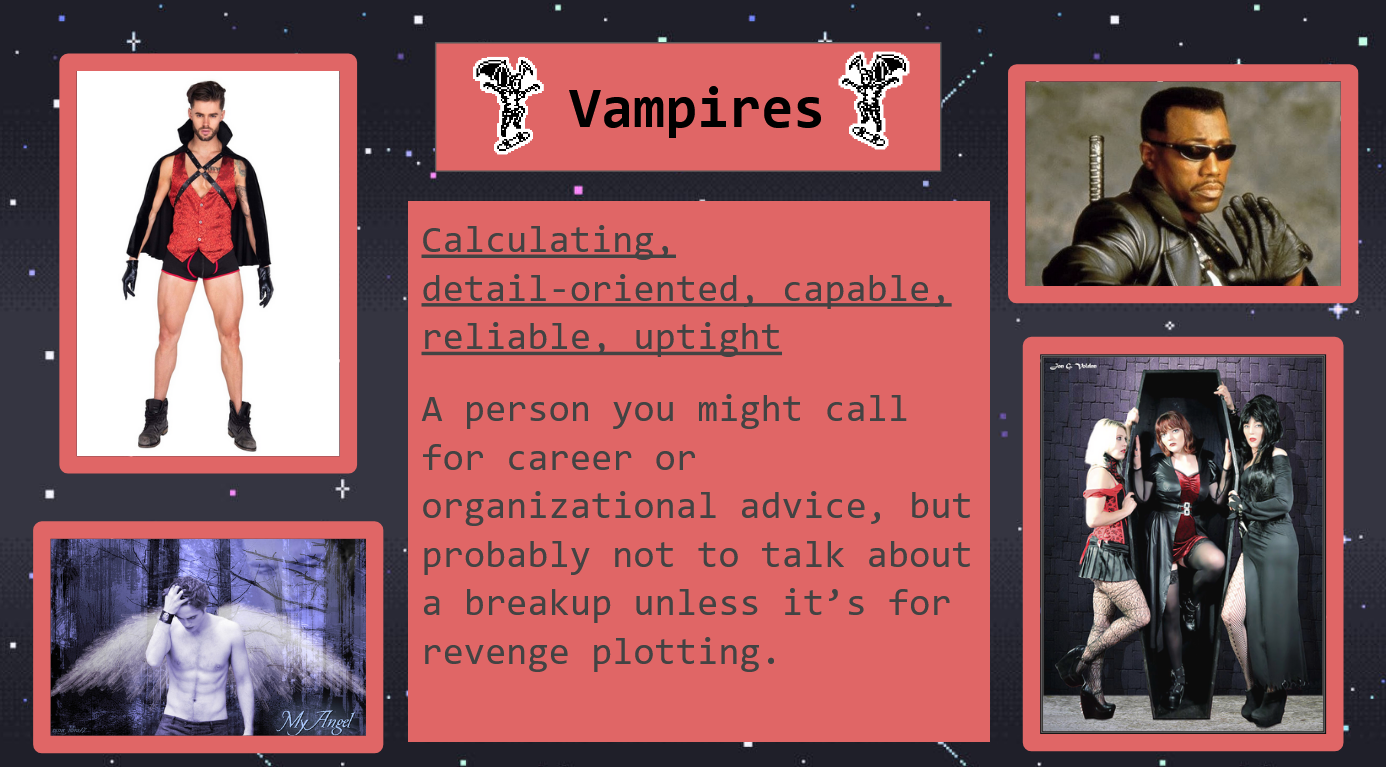 Vampires
Calculating,
detail-oriented, capable,
reliable, uptight
A person you might call
for career or
organizational advice, but
probably not to talk about
a breakup unless it’s for
revenge plotting.
My Angel